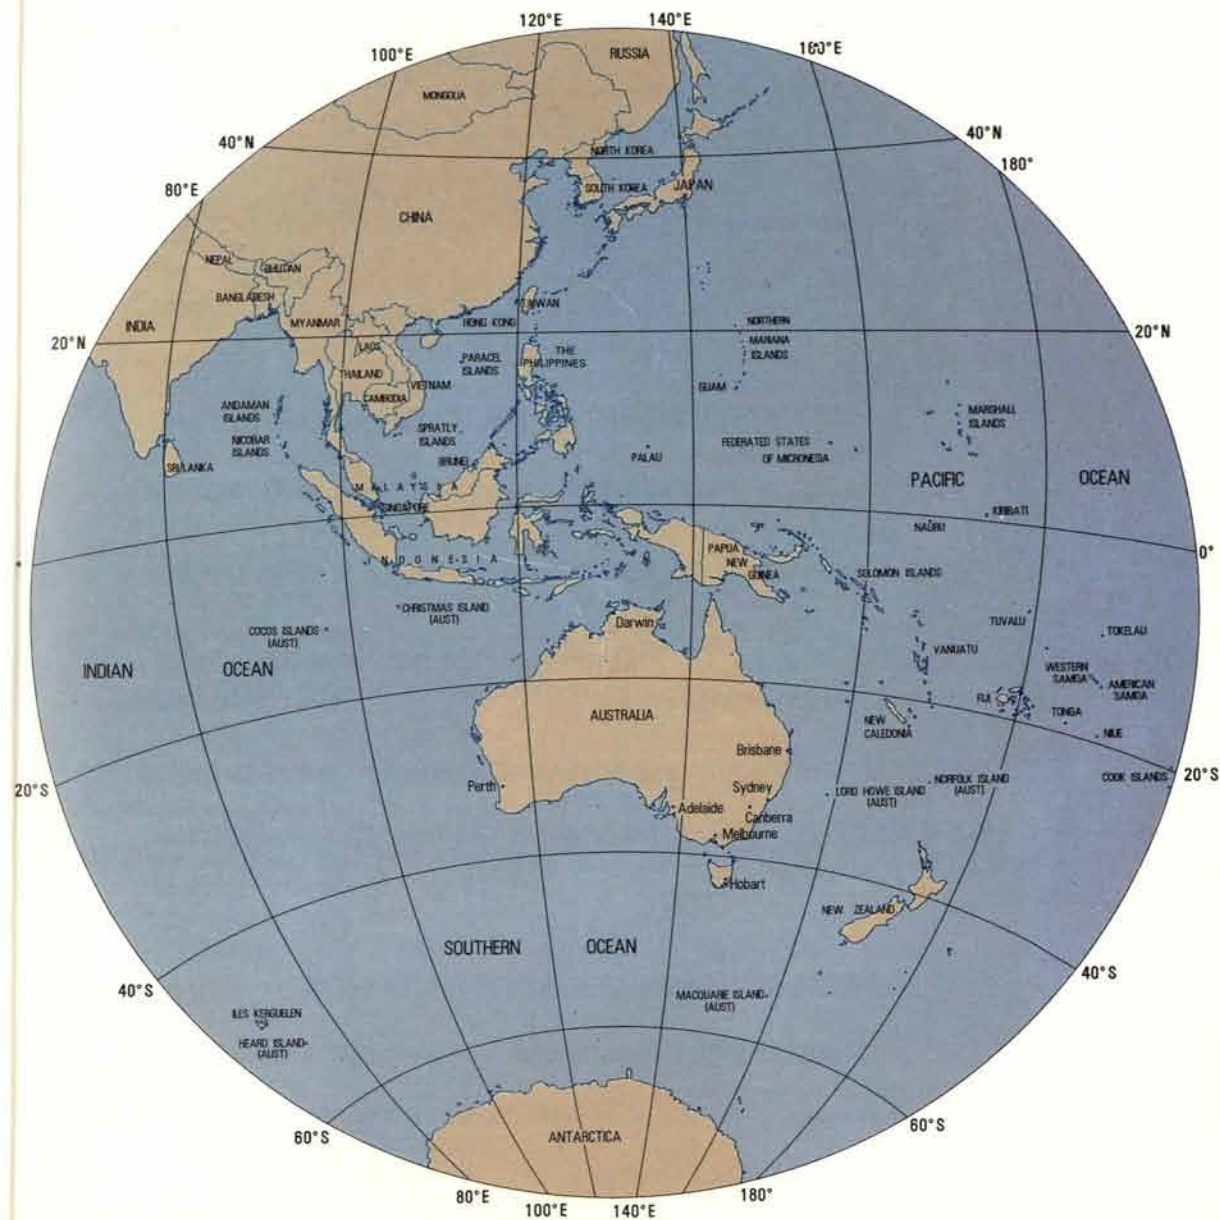 120°E
140°E
100°E
160°E
RUSSIA
MONGOLIA
40°N
40°N
180°
80°E
NORTH KOREA
SOUTH KOREA
JAPAN
CHINA
NEPAL
BHUTAN
BANGLADESH
TAIWAN
INDIA
MYANMAR
HONG KONG
NORTHERN
MARIANA
ISLANDS
20°N
20°N
LAOS
THE
PHILIPPINES
PARACEL
ISLANDS
THAILAND
VIETNAM
GUAM
CAMBODIA
ANDAMAN
ISLANDS
MARSHALL
ISLANDS
SPRATLY
ISLANDS
NICOBAR
ISLANDS
FEDERATED STATES
OF MICRONESIA
PALAU
BRUNEI
SRI LANKA
PACIFIC
OCEAN
MALAYSIA
SINGAPORE
KIRIBATI
NAURU
0°
PAPUA
NEW
GUINEA
INDONESIA
SOLOMON ISLANDS
CHRISTMAS ISLAND
(AUST)
Darwin
TUVALU
COCOS ISLANDS
(AUST)
TOKELAU
VANUATU
INDIAN
OCEAN
WESTERN
SAMOA
AMERICAN
SAMOA
FIJI
TONGA
AUSTRALIA
NEW
CALEDONIA
NIUE
Brisbane
COOK ISLANDS
20°S
20°S
Perth
Sydney
NORFOLK ISLAND
(AUST)
LORD HOWE ISLAND
(AUST)
Adelaide
Canberra
Melbourne
Hobart
NEW ZEALAND
SOUTHERN
OCEAN
40°S
40°S
MACQUARIE ISLAND
(AUST)
ILES KERGUELEN
HEARD ISLAND
(AUST)
60°S
60°S
ANTARCTICA
80°E
100°E
140°E
180°